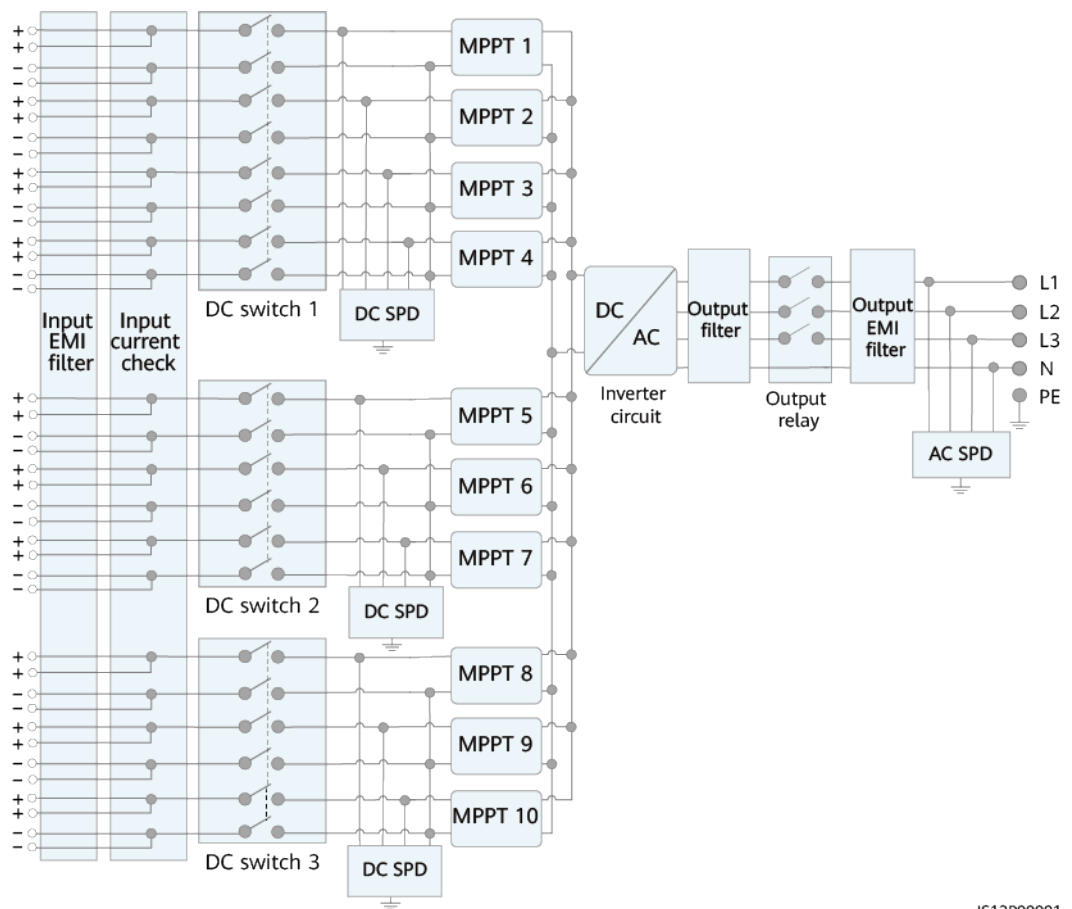 +
+
−
−
+
+
−
−
+
+
−
−
+
+
−
−
Input
EMI
filter
Input
current
check
DC switch 1
DC SPD
MPPT 1
MPPT 2
MPPT 3
MPPT 4
+
+
−
−
+
+
−
−
+
+
−
−
DC switch 2
DC SPD
MPPT 5
MPPT 6
MPPT 7
+
+
−
−
+
+
−
−
+
+
−
−
DC switch 3
DC SPD
MPPT 8
MPPT 9
MPPT 10
DC
AC
Inverter
circuit
Output
filter
Output
relay
Output
EMI
filter
L1
L2
L3
N
PE
AC SPD